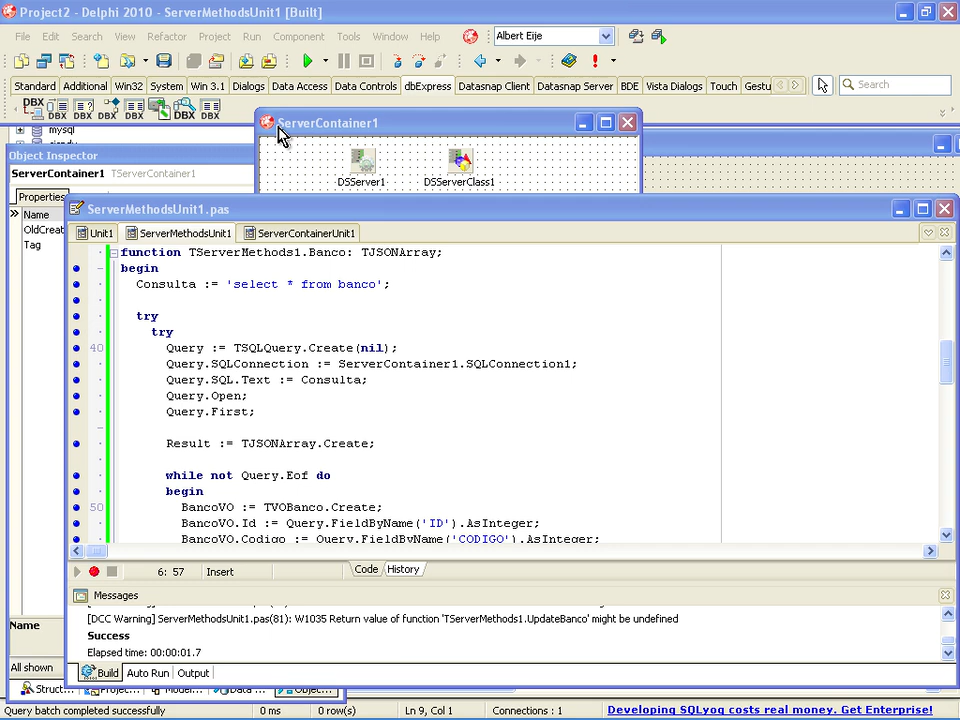 Project2 - Delphi 2010 - ServerMethodsUnit1 [Built]
File Edit Search View Refactor Project Run Component Tools Window Help Albert Eije
Standard Additional Win32 System Win 3.1 Dialogs Data Access Data Controls dbExpress Datasnap Client Datasnap Server BDE Vista Dialogs Touch Gestu Search
DBX DBX DBX DBX DBX DBX DBX
mysql
ServerContainer1
Object Inspector
ServerContainer1 TServerContainer1
DSServer1 DSServerClass1
Properties
Name
OldCreat
Tag
ServerMethodsUnit1.pas
Unit1 ServerMethodsUnit1 ServerContainerUnit1
function TServerMethods1.Banco: TJSONArray;
begin
Consulta := 'select * from banco';
try
try
40 Query := TSQLQuery.Create(nil);
Query.SQLConnection := ServerContainer1.SQLConnection1;
Query.SQL.Text := Consulta;
Query.Open;
Query.First;
Result := TJSONArray.Create;
while not Query.Eof do
begin
50 BancoVO := TVOBanco.Create;
BancoVO.Id := Query.FieldByName('ID').AsInteger;
BancoVO.Codigo := Query.FieldByName('CODIGO').AsInteger;
6: 57 Insert Code History
Messages
[DCC Warning] ServerMethodsUnit1.pas(81): W1035 Return value of function 'TServerMethods1.UpdateBanco' might be undefined
Success
Elapsed time: 00:00:01.7
Name
All shown
Build Auto Run Output
Struct... Projec... Model... Data ... Objec...
Query batch completed successfully 0 ms 0 row(s) Ln 9, Col 1 Connections : 1 Developing SQLyog costs real money. Get Enterprise!